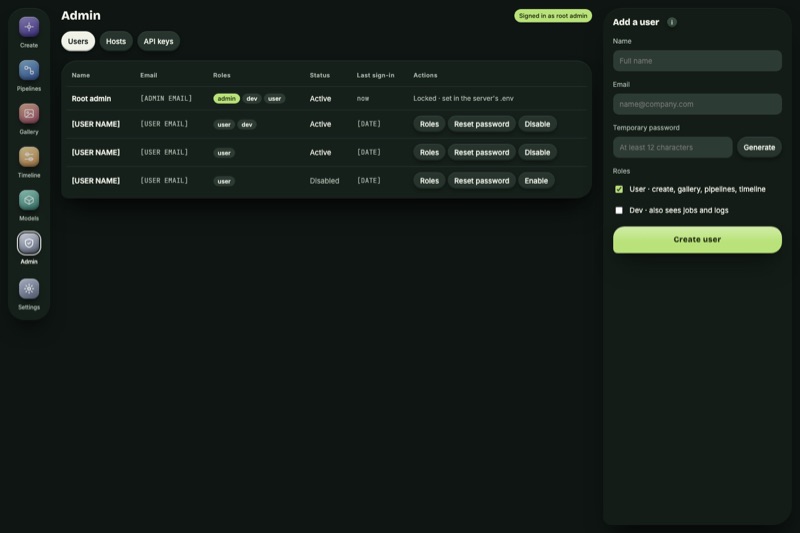 Create
Pipelines
Gallery
Timeline
Models
Admin
Settings
Admin
Signed in as root admin
Users Hosts API keys
Name Email Roles Status Last sign-in Actions
Root admin [ADMIN EMAIL] admin dev user Active now Locked · set in the server's .env
[USER NAME] [USER EMAIL] user dev Active [DATE] Roles Reset password Disable
[USER NAME] [USER EMAIL] user Active [DATE] Roles Reset password Disable
[USER NAME] [USER EMAIL] user Disabled [DATE] Roles Reset password Enable
Add a user i
Name
Full name
Email
name@company.com
Temporary password
At least 12 characters Generate
Roles
User · create, gallery, pipelines, timeline
Dev · also sees jobs and logs
Create user